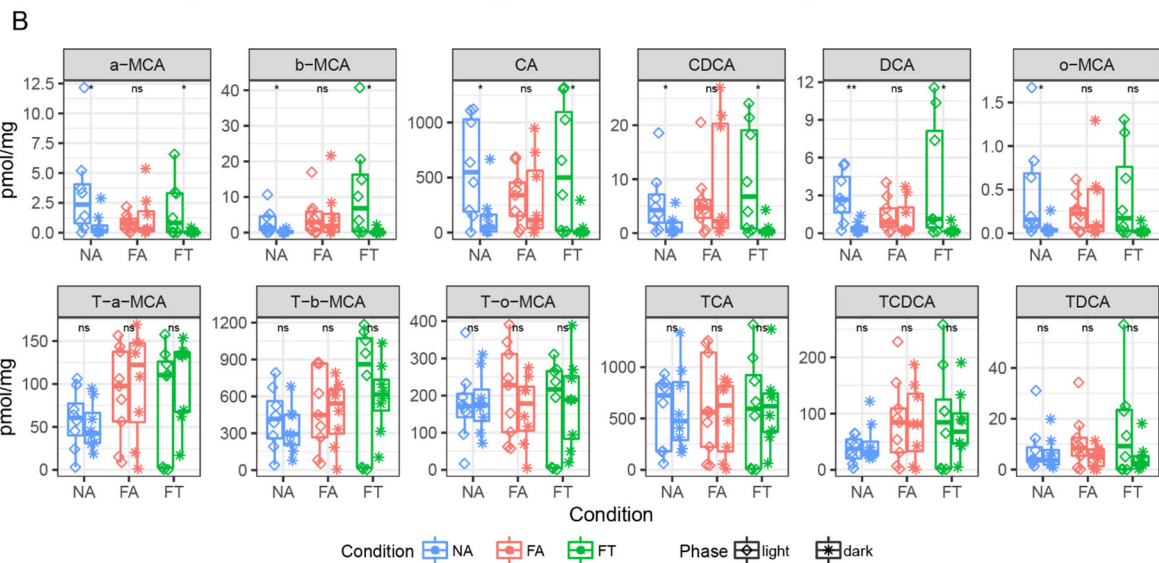 B
a-MCA b-MCA CA CDCA DCA o-MCA
* ns * * ns * * ns * * ns * ** ns * * ns ns
pmol/mg
12.5 10.0 7.5 5.0 2.5 0.0
40 30 20 10 0
1000 500 0
20 10 0
12 9 6 3 0
1.5 1.0 0.5 0.0
NA FA FT NA FA FT NA FA FT NA FA FT NA FA FT NA FA FT
T-a-MCA T-b-MCA T-o-MCA TCA TCDCA TDCA
ns ns ns ns ns ns ns ns ns ns ns ns ns ns ns ns ns ns
pmol/mg
150 100 50 0
1200 900 600 300 0
400 300 200 100 0
1000 500 0
200 100 0
40 20 0
NA FA FT NA FA FT NA FA FT NA FA FT NA FA FT NA FA FT
Condition
Condition NA FA FT Phase light dark